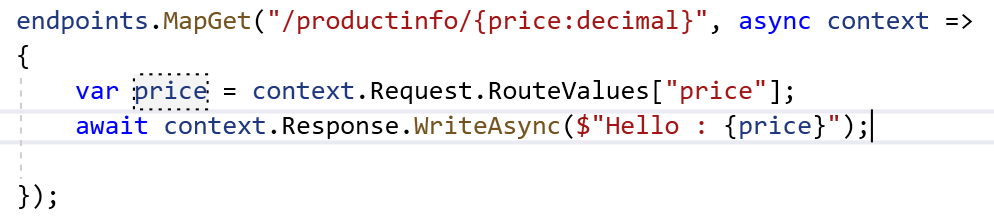 endpoints.MapGet("/productinfo/{price:decimal}", async context =>
{
    var price = context.Request.RouteValues["price"];
    await context.Response.WriteAsync($"Hello : {price}");
});